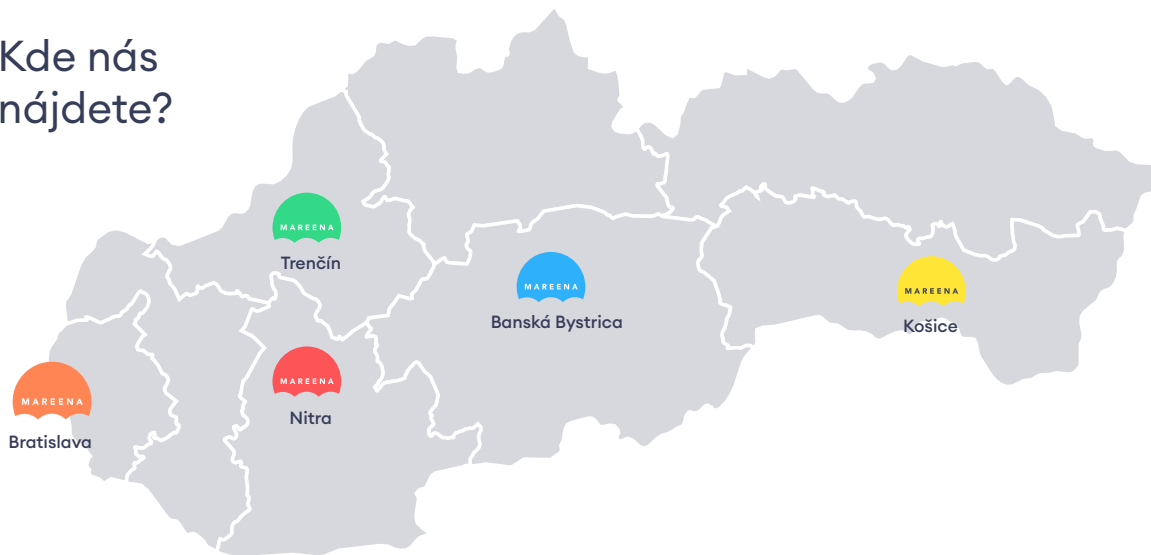 Kde nás
nájdete?
MAREENA
Trenčín
MAREENA
Banská Bystrica
MAREENA
Košice
MAREENA
Nitra
MAREENA
Bratislava